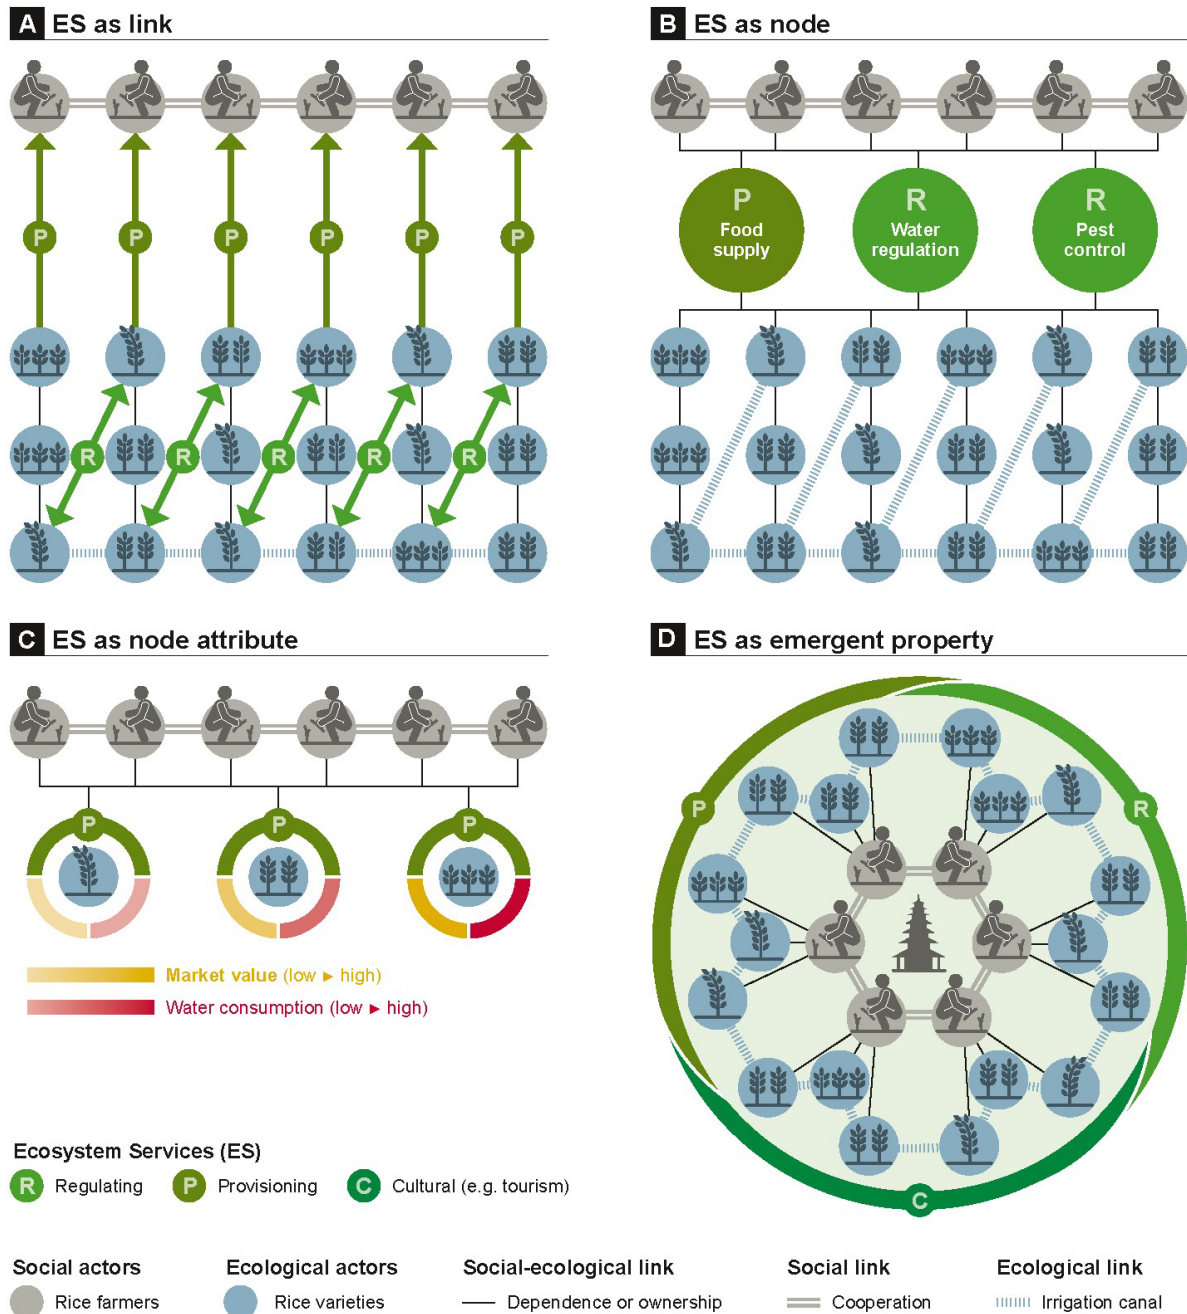 A ES as link
B ES as node
P P P P P P
P R R
Food supply
Water regulation
Pest control
R R R R R
C ES as node attribute
D ES as emergent property
P P P
Market value (low ► high)
Water consumption (low ► high)
P
R
C
Ecosystem Services (ES)
R Regulating P Provisioning C Cultural (e.g. tourism)
Social actors
Rice farmers
Ecological actors
Rice varieties
Social-ecological link
Dependence or ownership
Social link
Cooperation
Ecological link
Irrigation canal